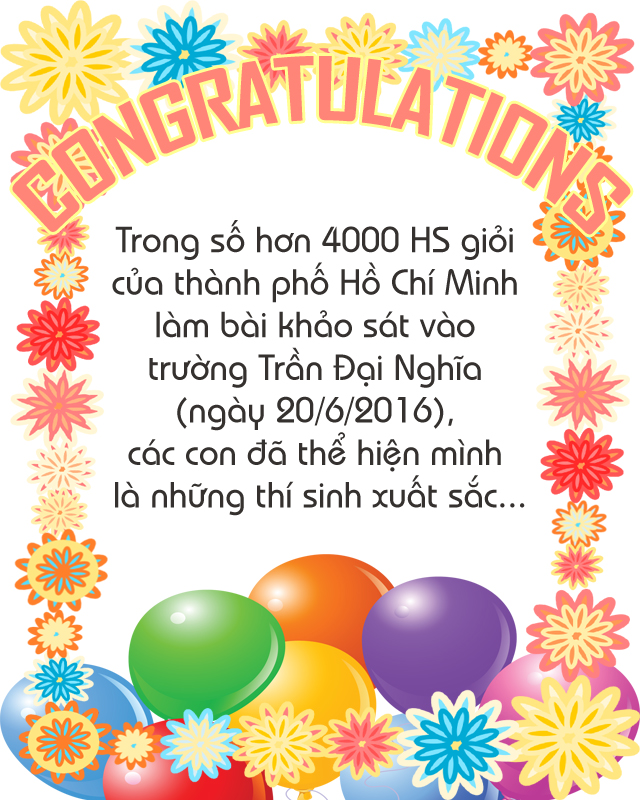 CONGRATULATIONS
Trong số hơn 4000 HS giỏi
của thành phố Hồ Chí Minh
làm bài khảo sát vào
trường Trần Đại Nghĩa
(ngày 20/6/2016),
các con đã thể hiện mình
là những thí sinh xuất sắc...